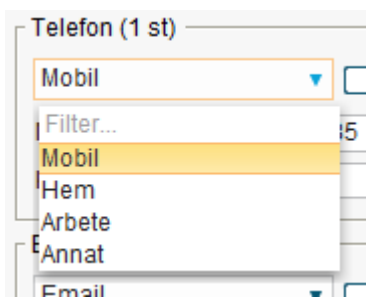 Telefon (1 st)
Mobil
Filter...
Mobil
Hem
Arbete
Annat
Email